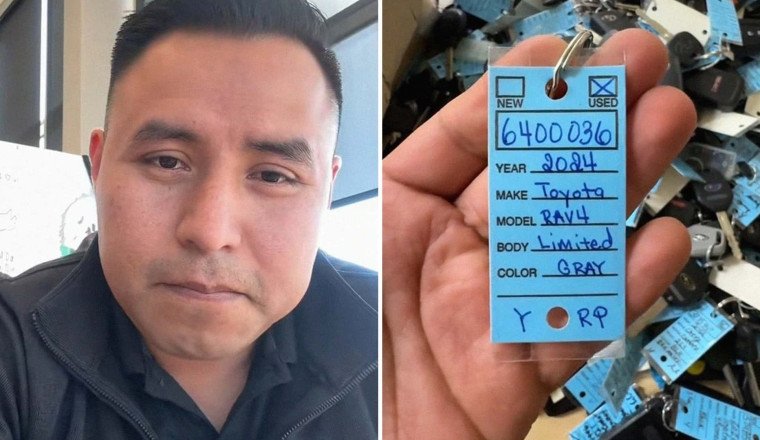 NEW USED
6400036
YEAR 2024
MAKE Toyota
MODEL RAV4
BODY Limited
COLOR GRAY
Y RP